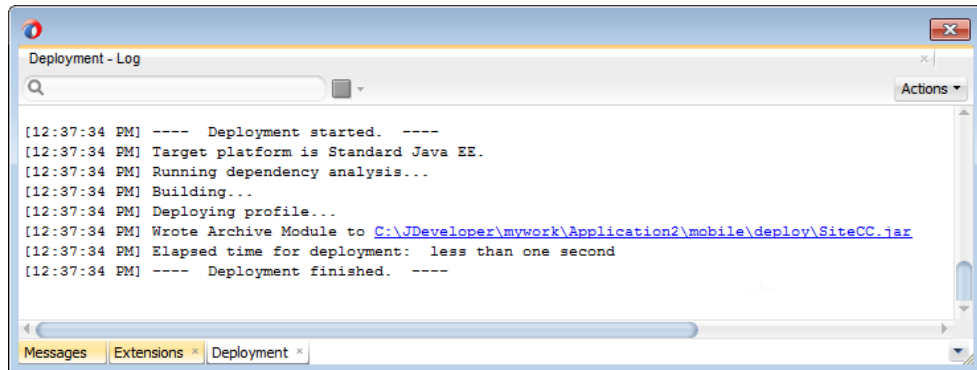 Deployment - Log
Actions
[12:37:34 PM] ----  Deployment started.  ----
[12:37:34 PM] Target platform is Standard Java EE.
[12:37:34 PM] Running dependency analysis...
[12:37:34 PM] Building...
[12:37:34 PM] Deploying profile...
[12:37:34 PM] Wrote Archive Module to C:\JDeveloper\mywork\Application2\mobile\deploy\SiteCC.jar
[12:37:34 PM] Elapsed time for deployment:  less than one second
[12:37:34 PM] ----  Deployment finished.  ----
Messages Extensions Deployment